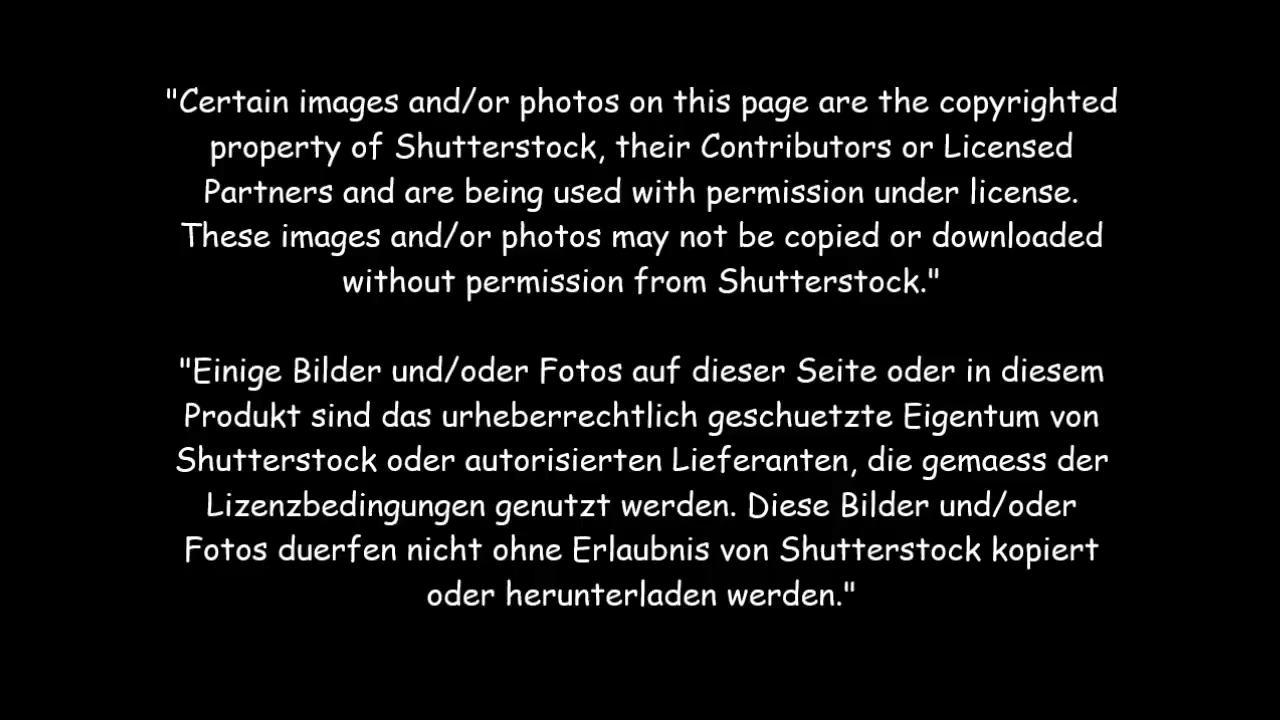 "Certain images and/or photos on this page are the copyrighted
property of Shutterstock, their Contributors or Licensed
Partners and are being used with permission under license.
These images and/or photos may not be copied or downloaded
without permission from Shutterstock."
"Einige Bilder und/oder Fotos auf dieser Seite oder in diesem
Produkt sind das urheberrechtlich geschuetzte Eigentum von
Shutterstock oder autorisierten Lieferanten, die gemaess der
Lizenzbedingungen genutzt werden. Diese Bilder und/oder
Fotos duerfen nicht ohne Erlaubnis von Shutterstock kopiert
oder herunterladen werden."